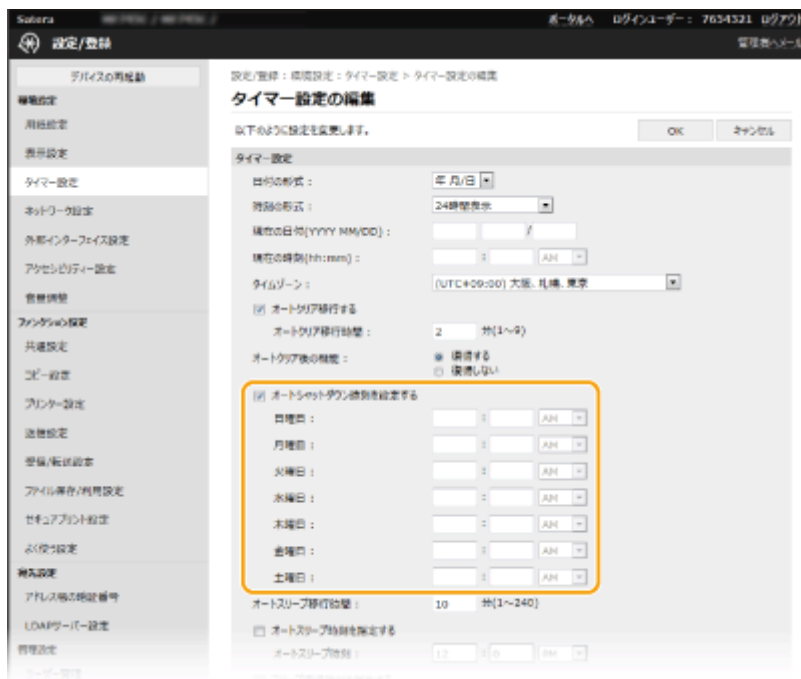 Satera
ポータルへ ログインユーザー： 7654321 ログアウト
設定/登録
管理者へメール
デバイスの再起動
環境設定
用紙設定
表示設定
タイマー設定
ネットワーク設定
外部インターフェイス設定
アクセシビリティー設定
音量調整
ファンクション設定
共通設定
コピー設定
プリンター設定
送信設定
受信/転送設定
ファイル保存/利用設定
セキュアプリント設定
よく使う設定
宛先設定
アドレス帳の暗証番号
LDAPサーバー設定
管理設定
ユーザー管理
設定/登録 : 環境設定 : タイマー設定 > タイマー設定の編集
タイマー設定の編集
以下のように設定を変更します。
OK キャンセル
タイマー設定
日付の形式 : 年 月/日
時刻の形式 : 24時間表示
現在の日付(YYYY MM/DD) : /
現在の時刻(hh:mm) : : AM
タイムゾーン : (UTC+09:00) 大阪、札幌、東京
オートクリア移行する
オートクリア移行時間 : 2 分(1～9)
オートクリア後の機能 : 復帰する
復帰しない
オートシャットダウン時刻を設定する
日曜日 : : AM
月曜日 : : AM
火曜日 : : AM
水曜日 : : AM
木曜日 : : AM
金曜日 : : AM
土曜日 : : AM
オートスリープ移行時間 : 10 分(1～240)
オートスリープ時刻を指定する
オートスリープ時刻 : 12 : 0 PM